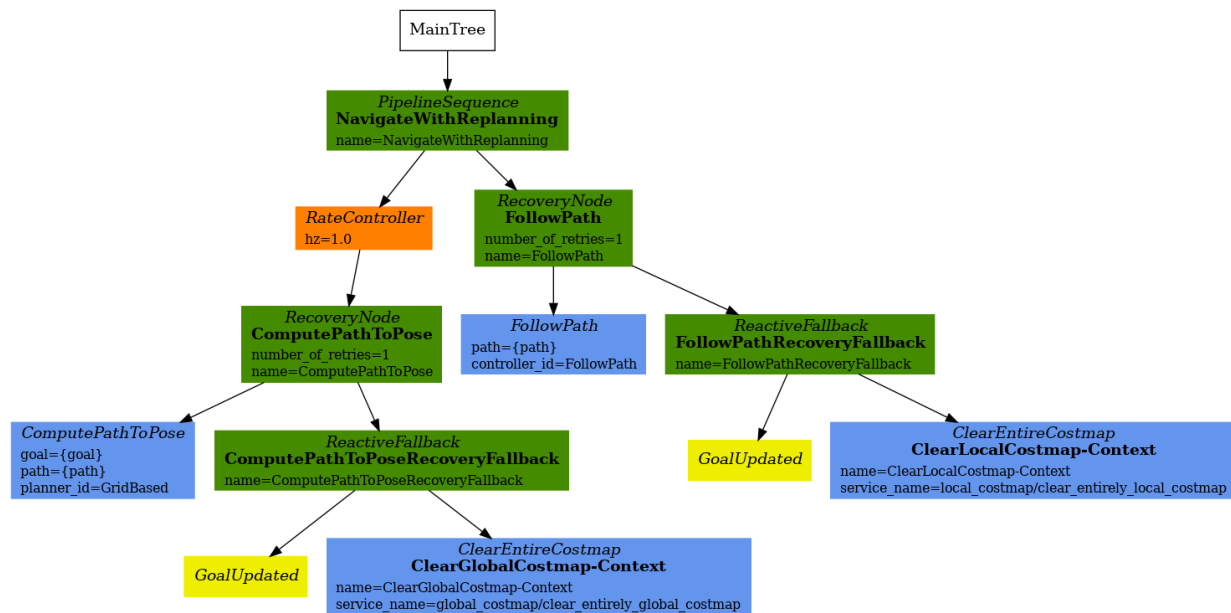 MainTree
PipelineSequence
NavigateWithReplanning
name=NavigateWithReplanning
RateController
hz=1.0
RecoveryNode
FollowPath
number_of_retries=1
name=FollowPath
RecoveryNode
ComputePathToPose
number_of_retries=1
name=ComputePathToPose
FollowPath
path={path}
controller_id=FollowPath
ReactiveFallback
FollowPathRecoveryFallback
name=FollowPathRecoveryFallback
ComputePathToPose
goal={goal}
path={path}
planner_id=GridBased
ReactiveFallback
ComputePathToPoseRecoveryFallback
name=ComputePathToPoseRecoveryFallback
GoalUpdated
ClearEntireCostmap
ClearLocalCostmap-Context
name=ClearLocalCostmap-Context
service_name=local_costmap/clear_entirely_local_costmap
GoalUpdated
ClearEntireCostmap
ClearGlobalCostmap-Context
name=ClearGlobalCostmap-Context
service_name=global_costmap/clear_entirely_global_costmap